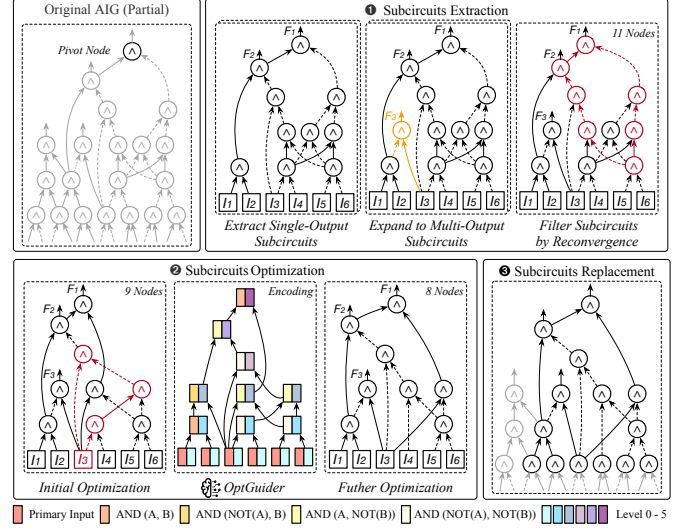 Original AIG (Partial)
Pivot Node
∧
❶ Subcircuits Extraction
F1
F2
I1 I2 I3 I4 I5 I6
Extract Single-Output
Subcircuits
F1
F2
F3
I1 I2 I3 I4 I5 I6
Expand to Multi-Output
Subcircuits
11 Nodes
F1
F2
F3
I1 I2 I3 I4 I5 I6
Filter Subcircuits
by Reconvergence
❷ Subcircuits Optimization
9 Nodes
F1
F2
F3
I1 I2 I3 I4 I5 I6
Initial Optimization
Encoding
OptGuider
8 Nodes
F1
F2
F3
I1 I2 I3 I4 I5 I6
Futher Optimization
❸ Subcircuits Replacement
Primary Input AND (A, B) AND (NOT(A), B) AND (A, NOT(B)) AND (NOT(A), NOT(B)) Level 0 - 5